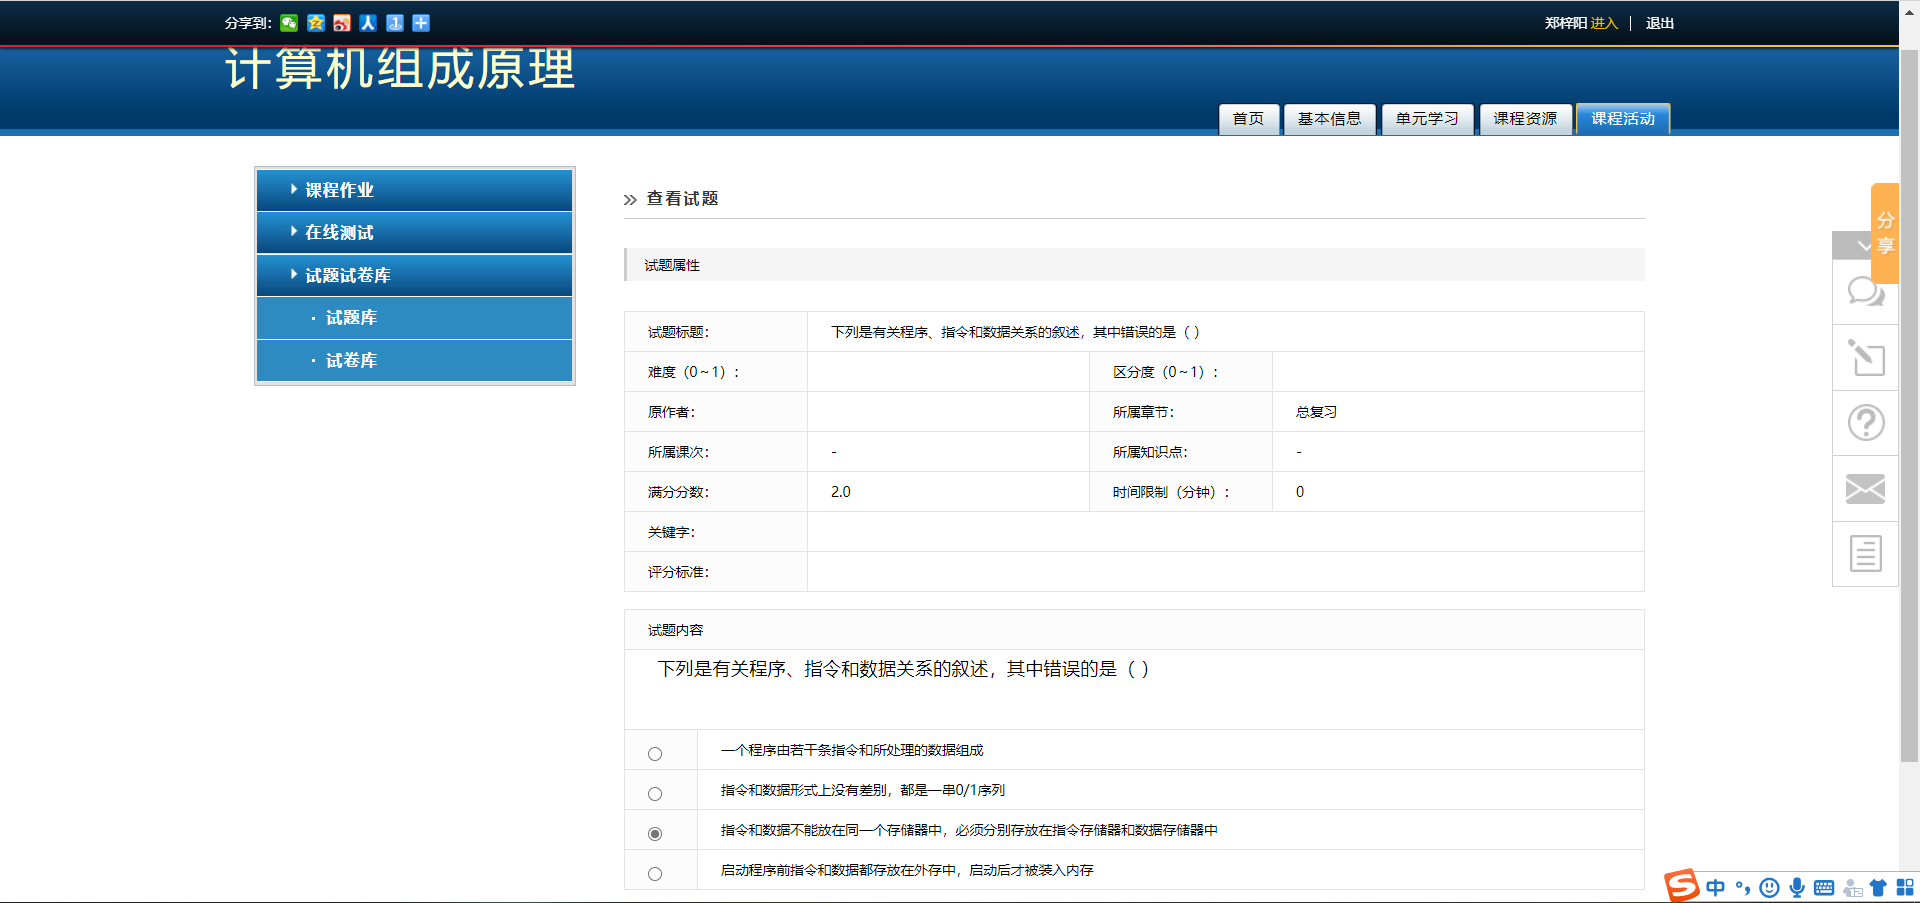 分享到:
郑梓阳 进入 | 退出
计算机组成原理
首页 基本信息 单元学习 课程资源 课程活动
课程作业
在线测试
试题试卷库
· 试题库
· 试卷库
» 查看试题
试题属性
试题标题: 下列是有关程序、指令和数据关系的叙述，其中错误的是（ ）
难度（0～1）: 区分度（0～1）:
原作者: 所属章节: 总复习
所属课次: - 所属知识点: -
满分分数: 2.0 时间限制（分钟）: 0
关键字:
评分标准:
试题内容
下列是有关程序、指令和数据关系的叙述，其中错误的是（ ）
一个程序由若干条指令和所处理的数据组成
指令和数据形式上没有差别，都是一串0/1序列
指令和数据不能放在同一个存储器中，必须分别存放在指令存储器和数据存储器中
启动程序前指令和数据都存放在外存中，启动后才被装入内存
分享
中